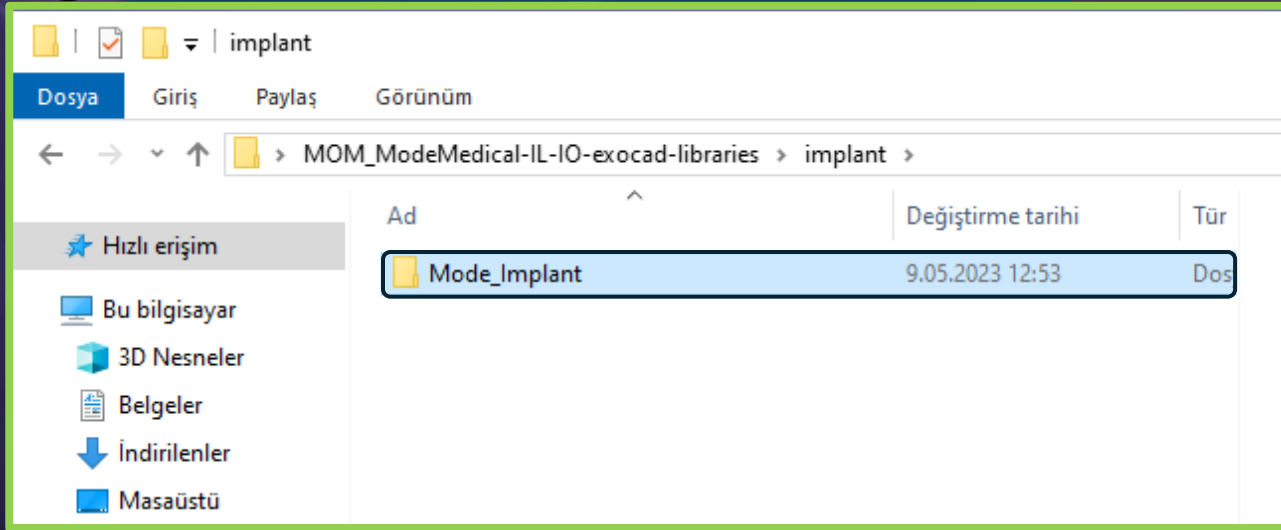 implant
Dosya Giriş Paylaş Görünüm
MOM_ModeMedical-IL-IO-exocad-libraries > implant >
Ad Değiştirme tarihi Tür
Hızlı erişim
Mode_Implant 9.05.2023 12:53 Dos
Bu bilgisayar
3D Nesneler
Belgeler
İndirilenler
Masaüstü